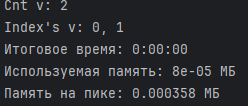 Cnt v: 2
Index's v: 0, 1
Итоговое время: 0:00:00
Используемая память: 8e-05 МБ
Память на пике: 0.000358 МБ